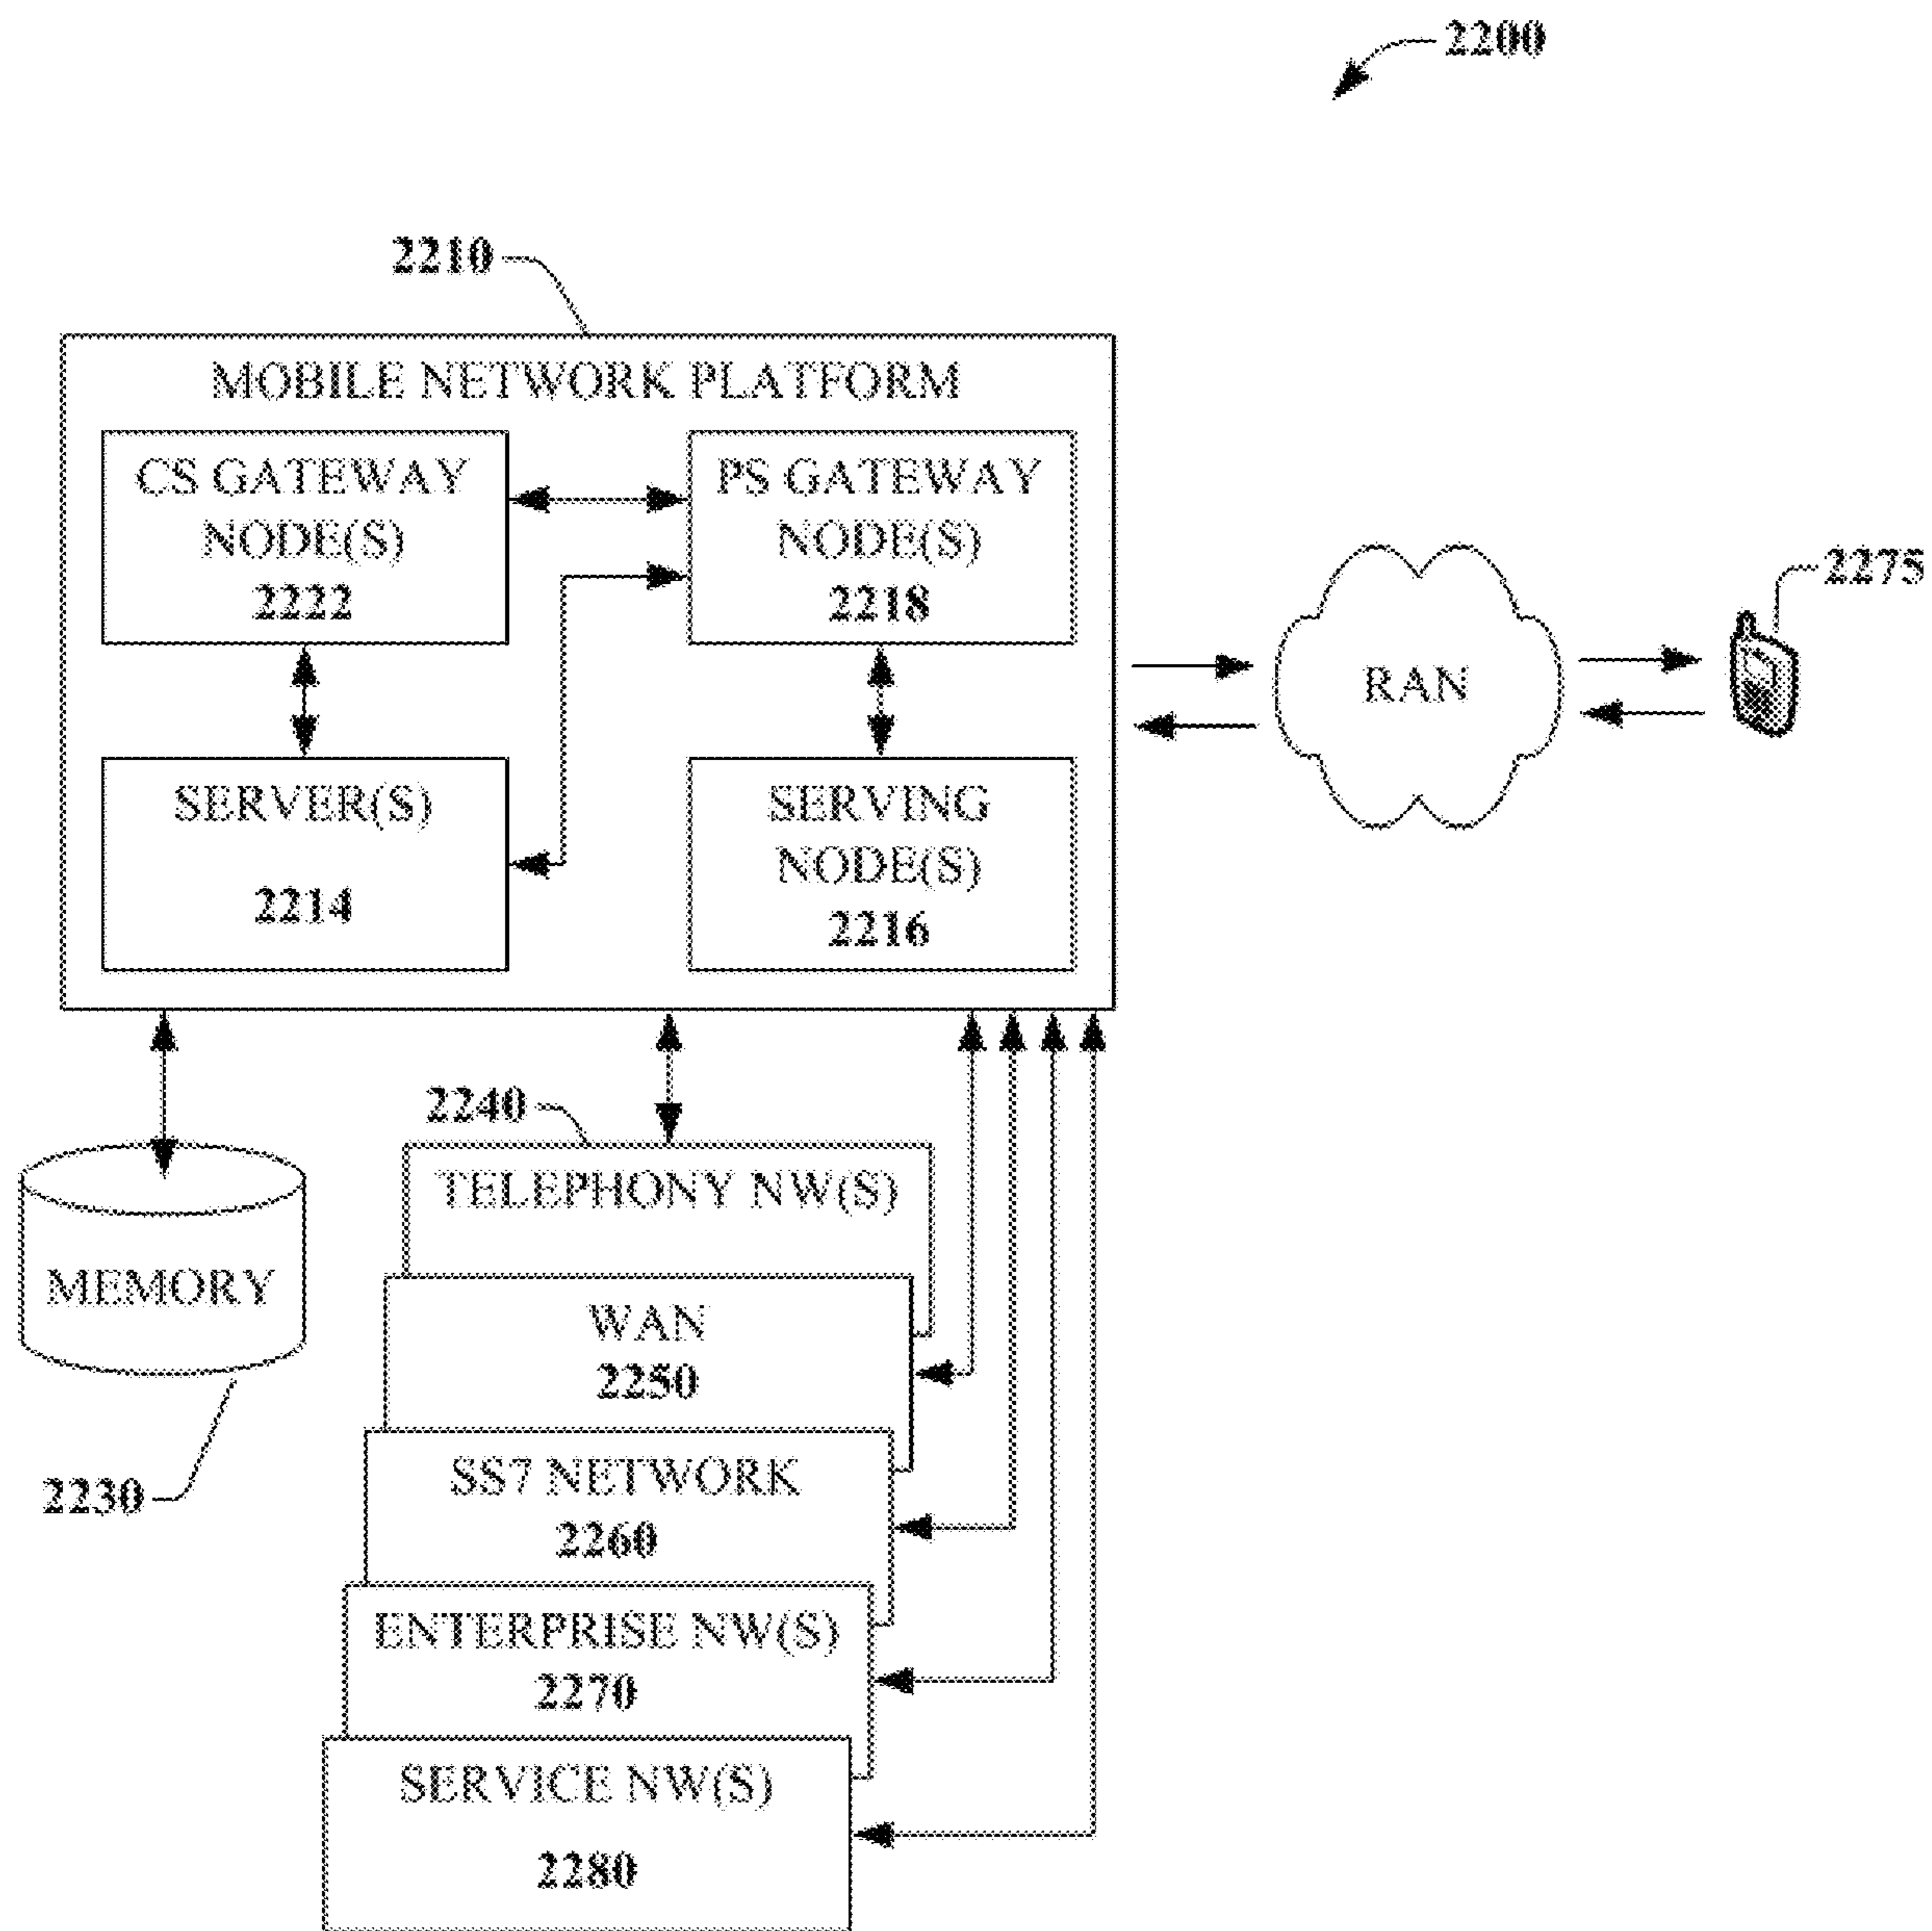 2200
2210
MOBILE NETWORK PLATFORM
CS GATEWAY
NODE(S)
2222
PS GATEWAY
NODE(S)
2218
SERVER(S)
2214
SERVING
NODE(S)
2216
RAN
2275
2240
TELEPHONY NW(S)
MEMORY
2230
WAN
2250
SS7 NETWORK
2260
ENTERPRISE NW(S)
2270
SERVICE NW(S)
2280